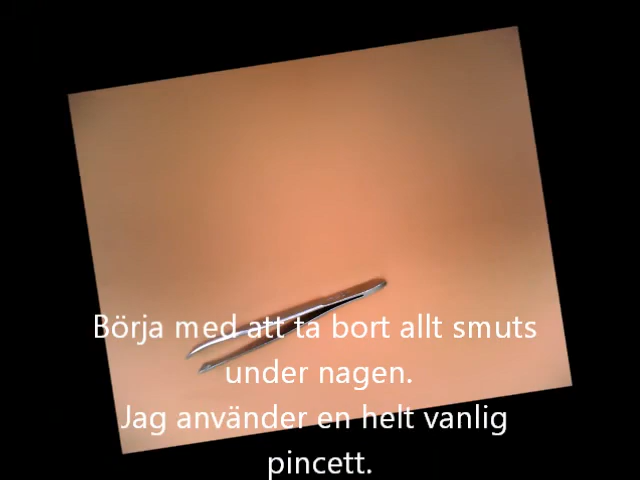 Börja med att ta bort allt smuts
under nagen.
Jag använder en helt vanlig
pincett.